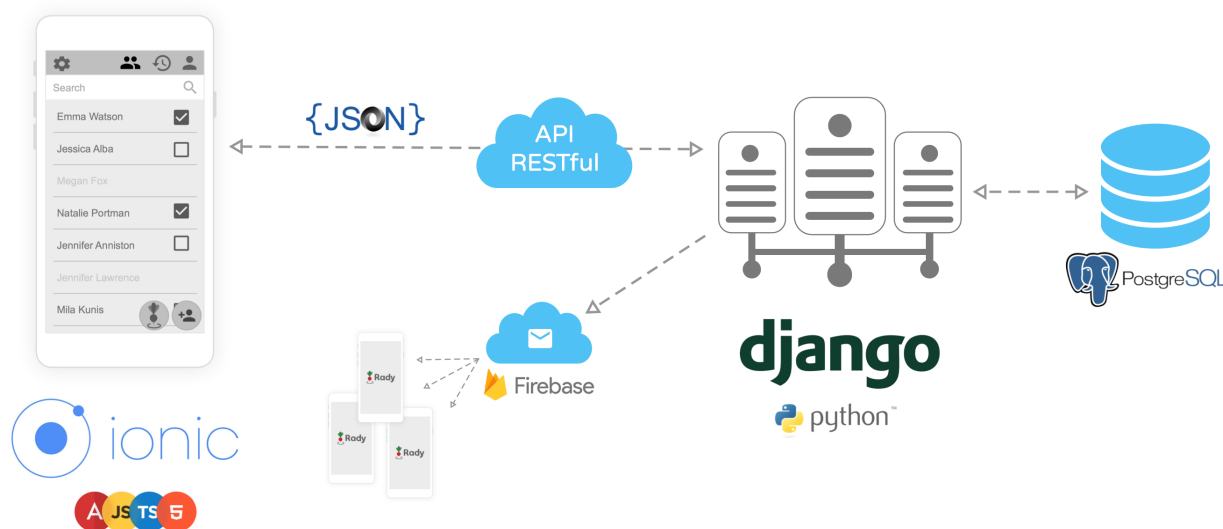 Search
Emma Watson
Jessica Alba
Megan Fox
Natalie Portman
Jennifer Anniston
Jennifer Lawrence
Mila Kunis
{JSON}
API
RESTful
PostgreSQL
django
python™
Firebase
Rady
Rady
Rady
ionic
A JS TS 5